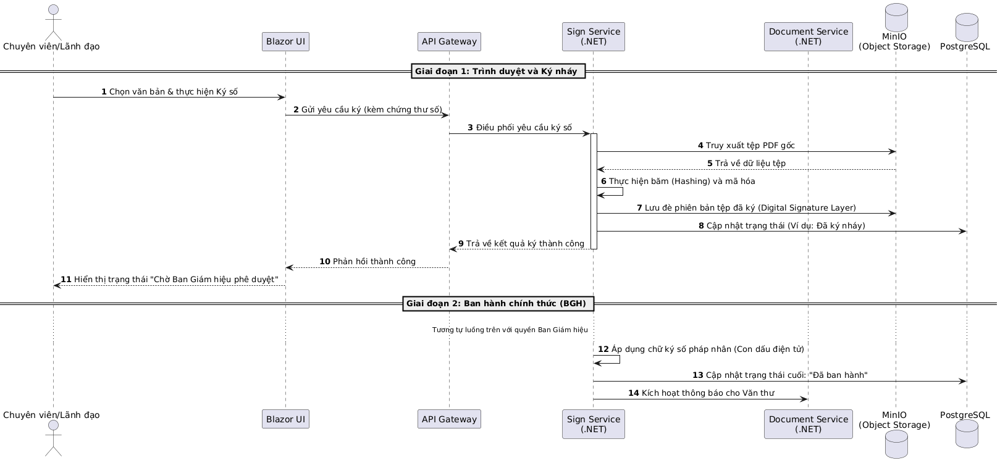 Chuyên viên/Lãnh đạo
Blazor UI
API Gateway
Sign Service
(.NET)
Document Service
(.NET)
MinIO
(Object Storage)
PostgreSQL
Giai đoạn 1: Trình duyệt và Ký nháy
1 Chọn văn bản & thực hiện Ký số
2 Gửi yêu cầu ký (kèm chứng thư số)
3 Điều phối yêu cầu ký số
4 Truy xuất tệp PDF gốc
5 Trả về dữ liệu tệp
6 Thực hiện băm (Hashing) và mã hóa
7 Lưu đè phiên bản tệp đã ký (Digital Signature Layer)
8 Cập nhật trạng thái (Ví dụ: Đã ký nháy)
9 Trả về kết quả ký thành công
10 Phản hồi thành công
11 Hiển thị trạng thái "Chờ Ban Giám hiệu phê duyệt"
Giai đoạn 2: Ban hành chính thức (BGH)
Tương tự luồng trên với quyền Ban Giám hiệu
12 Áp dụng chữ ký số pháp nhân (Con dấu điện tử)
13 Cập nhật trạng thái cuối: "Đã ban hành"
14 Kích hoạt thông báo cho Văn thư
Chuyên viên/Lãnh đạo
Blazor UI
API Gateway
Sign Service
(.NET)
Document Service
(.NET)
MinIO
(Object Storage)
PostgreSQL